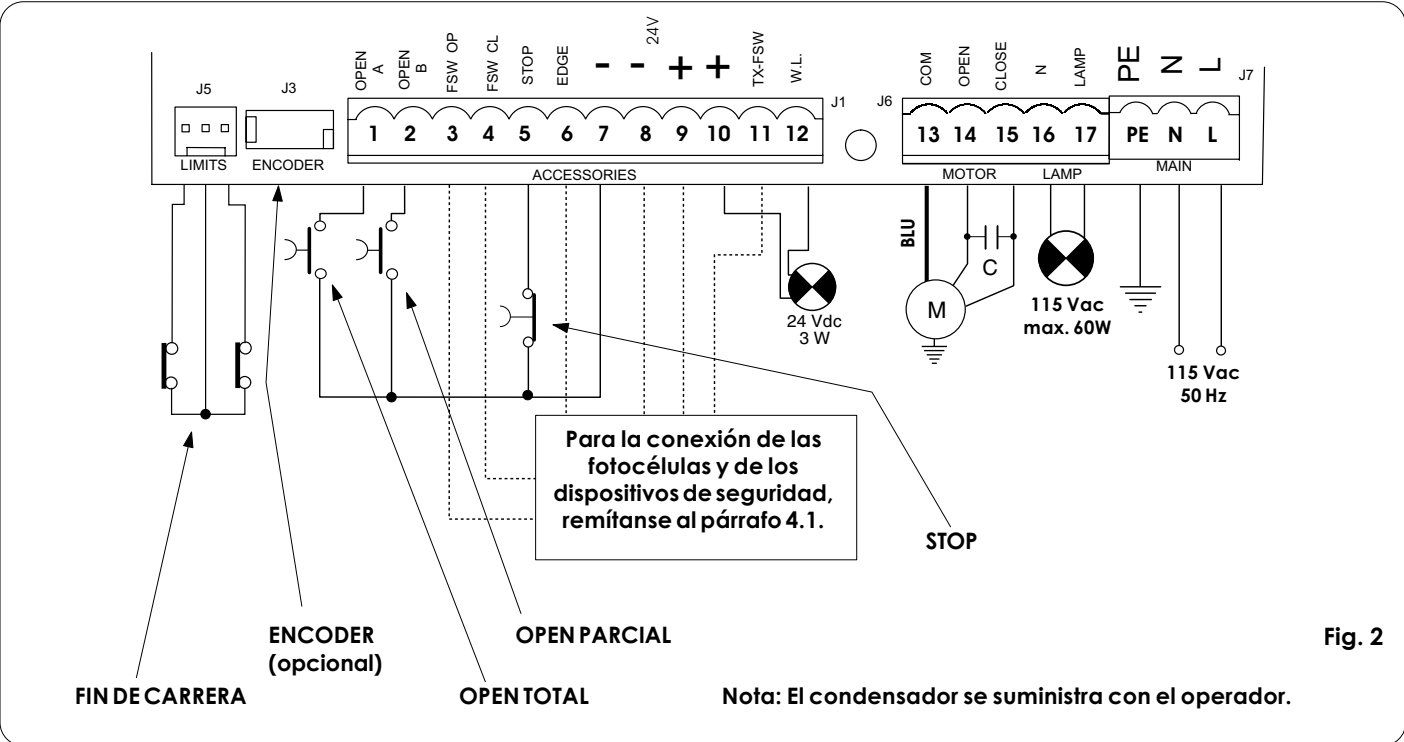 OPEN A
OPEN B
FSW OP
FSW CL
STOP
EDGE
- - + +
24V
TX-FSW
W.L.
COM
OPEN
CLOSE
N
LAMP
PE
N
L
J5
J3
J1
J6
J7
1 2 3 4 5 6 7 8 9 10 11 12
13 14 15 16 17
PE N L
LIMITS
ENCODER
ACCESSORIES
MOTOR
LAMP
MAIN
BLU
C
M
24 Vdc
3 W
115 Vac
max. 60W
115 Vac
50 Hz
Para la conexión de las
fotocélulas y de los
dispositivos de seguridad,
remítanse al párrafo 4.1.
STOP
ENCODER
(opcional)
OPEN PARCIAL
Fig. 2
FIN DE CARRERA
OPEN TOTAL
Nota: El condensador se suministra con el operador.